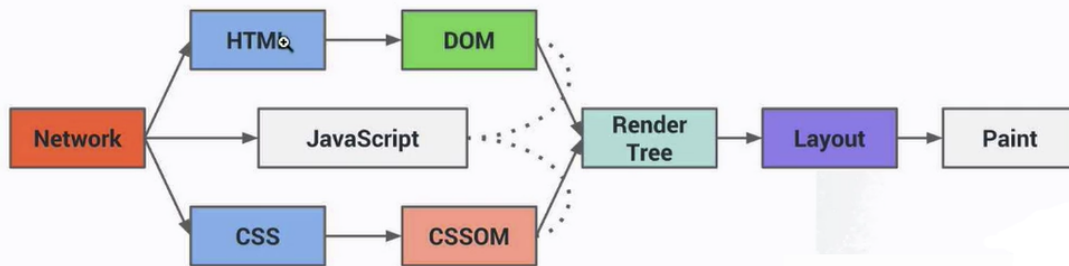 HTML
DOM
Network
JavaScript
Render
Tree
Layout
Paint
CSS
CSSOM